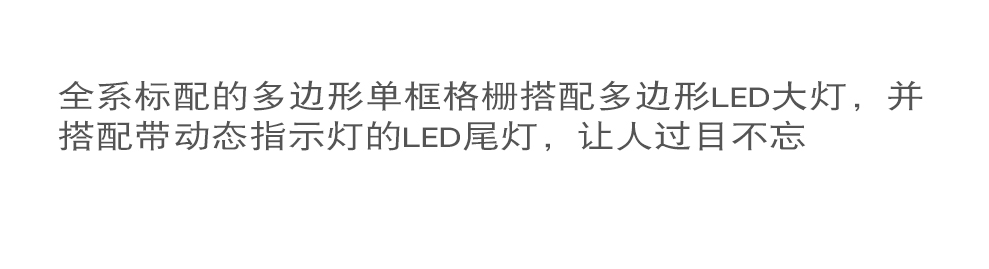 全系标配的多边形单框格栅搭配多边形LED大灯，并
搭配带动态指示灯的LED尾灯，让人过目不忘